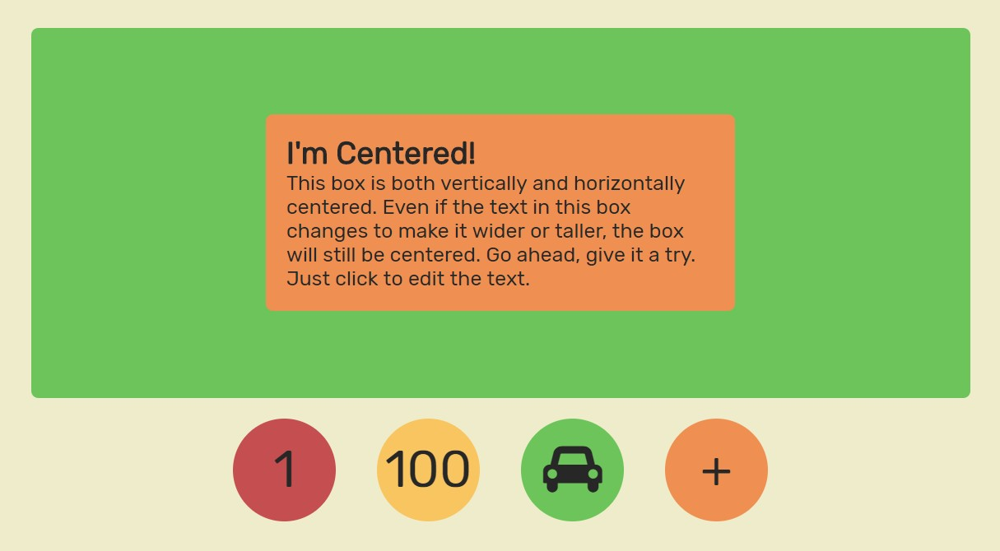 I'm Centered!
This box is both vertically and horizontally
centered. Even if the text in this box
changes to make it wider or taller, the box
will still be centered. Go ahead, give it a try.
Just click to edit the text.
1 100 +